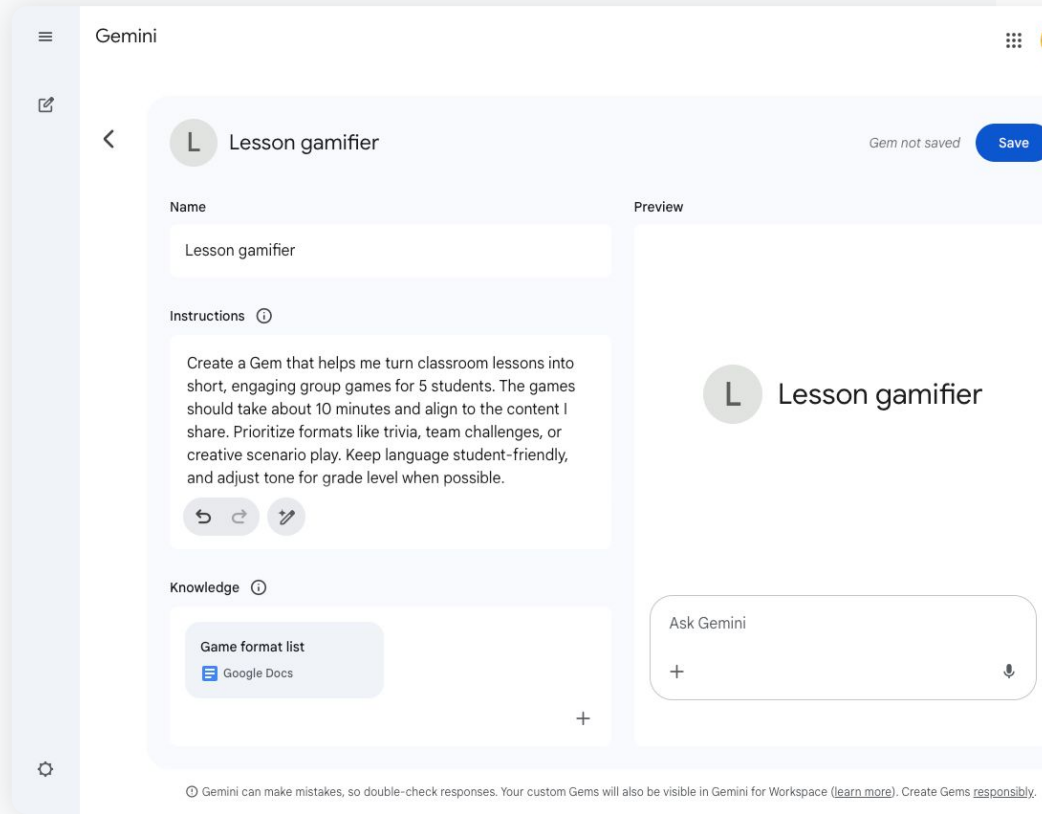 Gemini
L
Lesson gamifier
Gem not saved
Save
Name
Lesson gamifier
Instructions
Create a Gem that helps me turn classroom lessons into
short, engaging group games for 5 students. The games
should take about 10 minutes and align to the content I
share. Prioritize formats like trivia, team challenges, or
creative scenario play. Keep language student-friendly,
and adjust tone for grade level when possible.
Knowledge
Game format list
Google Docs
Preview
L
Lesson gamifier
Ask Gemini
Gemini can make mistakes, so double-check responses. Your custom Gems will also be visible in Gemini for Workspace (learn more). Create Gems responsibly.